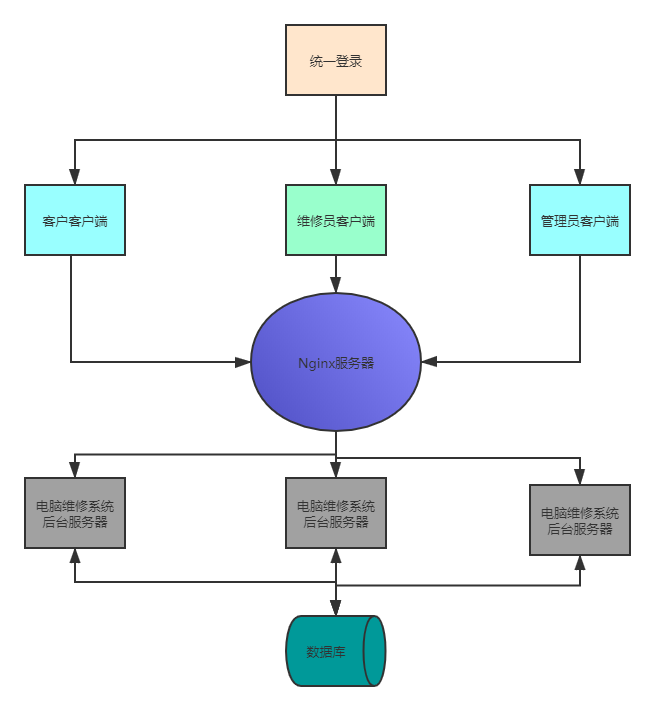 统一登录
客户客户端
维修员客户端
管理员客户端
Nginx服务器
电脑维修系统
后台服务器
电脑维修系统
后台服务器
电脑维修系统
后台服务器
数据库